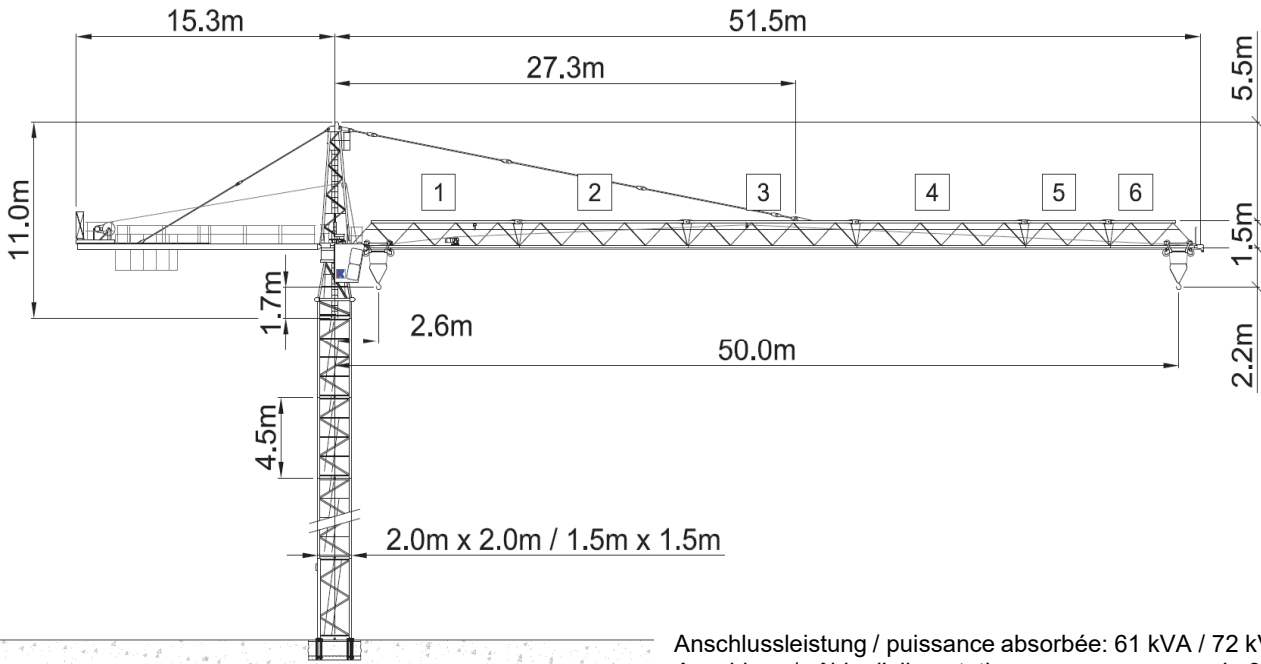 15.3m
51.5m
27.3m
5.5m
11.0m
1 2 3 4 5 6
1.5m
1.7m
2.6m
50.0m
2.2m
4.5m
2.0m x 2.0m / 1.5m x 1.5m
Anschlussleistung / puissance absorbée: 61 kVA / 72